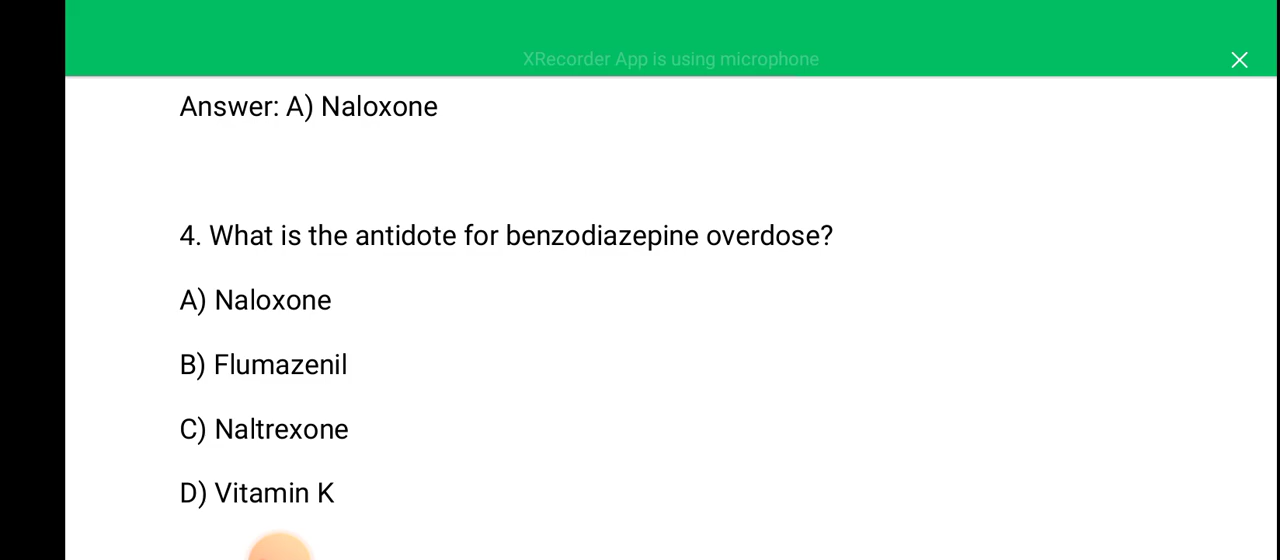 XRecorder App is using microphone
Answer: A) Naloxone
4. What is the antidote for benzodiazepine overdose?
A) Naloxone
B) Flumazenil
C) Naltrexone
D) Vitamin K